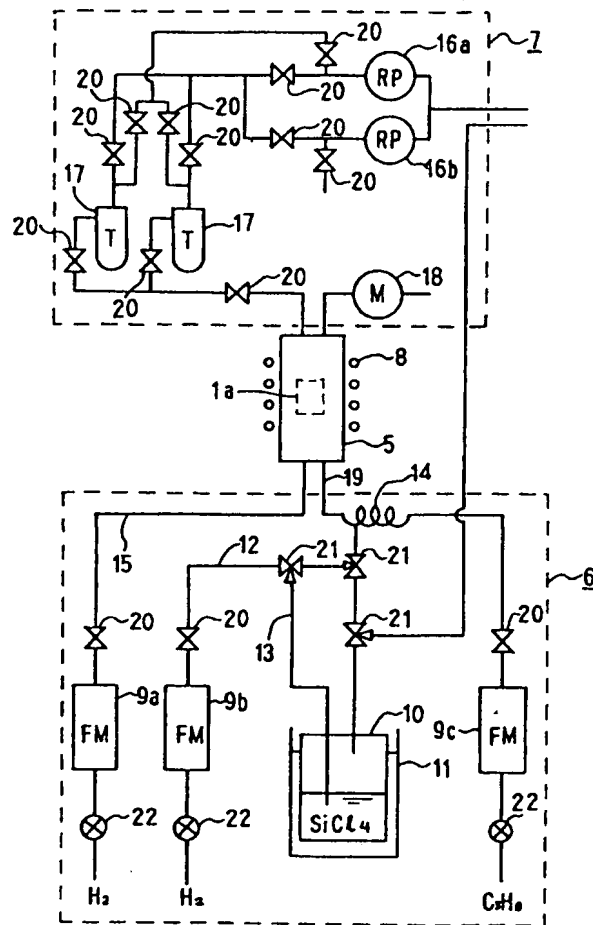 20 16a 7
RP
20 20
20 20
20 20 20
RP
16b
20
17 17
T T
20
20 20
18
M
8
1a
5
19 14
15 12 21 21 6
20 20 21 20
13
9a 9b 10 9c
FM FM 11 FM
SiCl4
22 22 22
H2 H2 C3H8